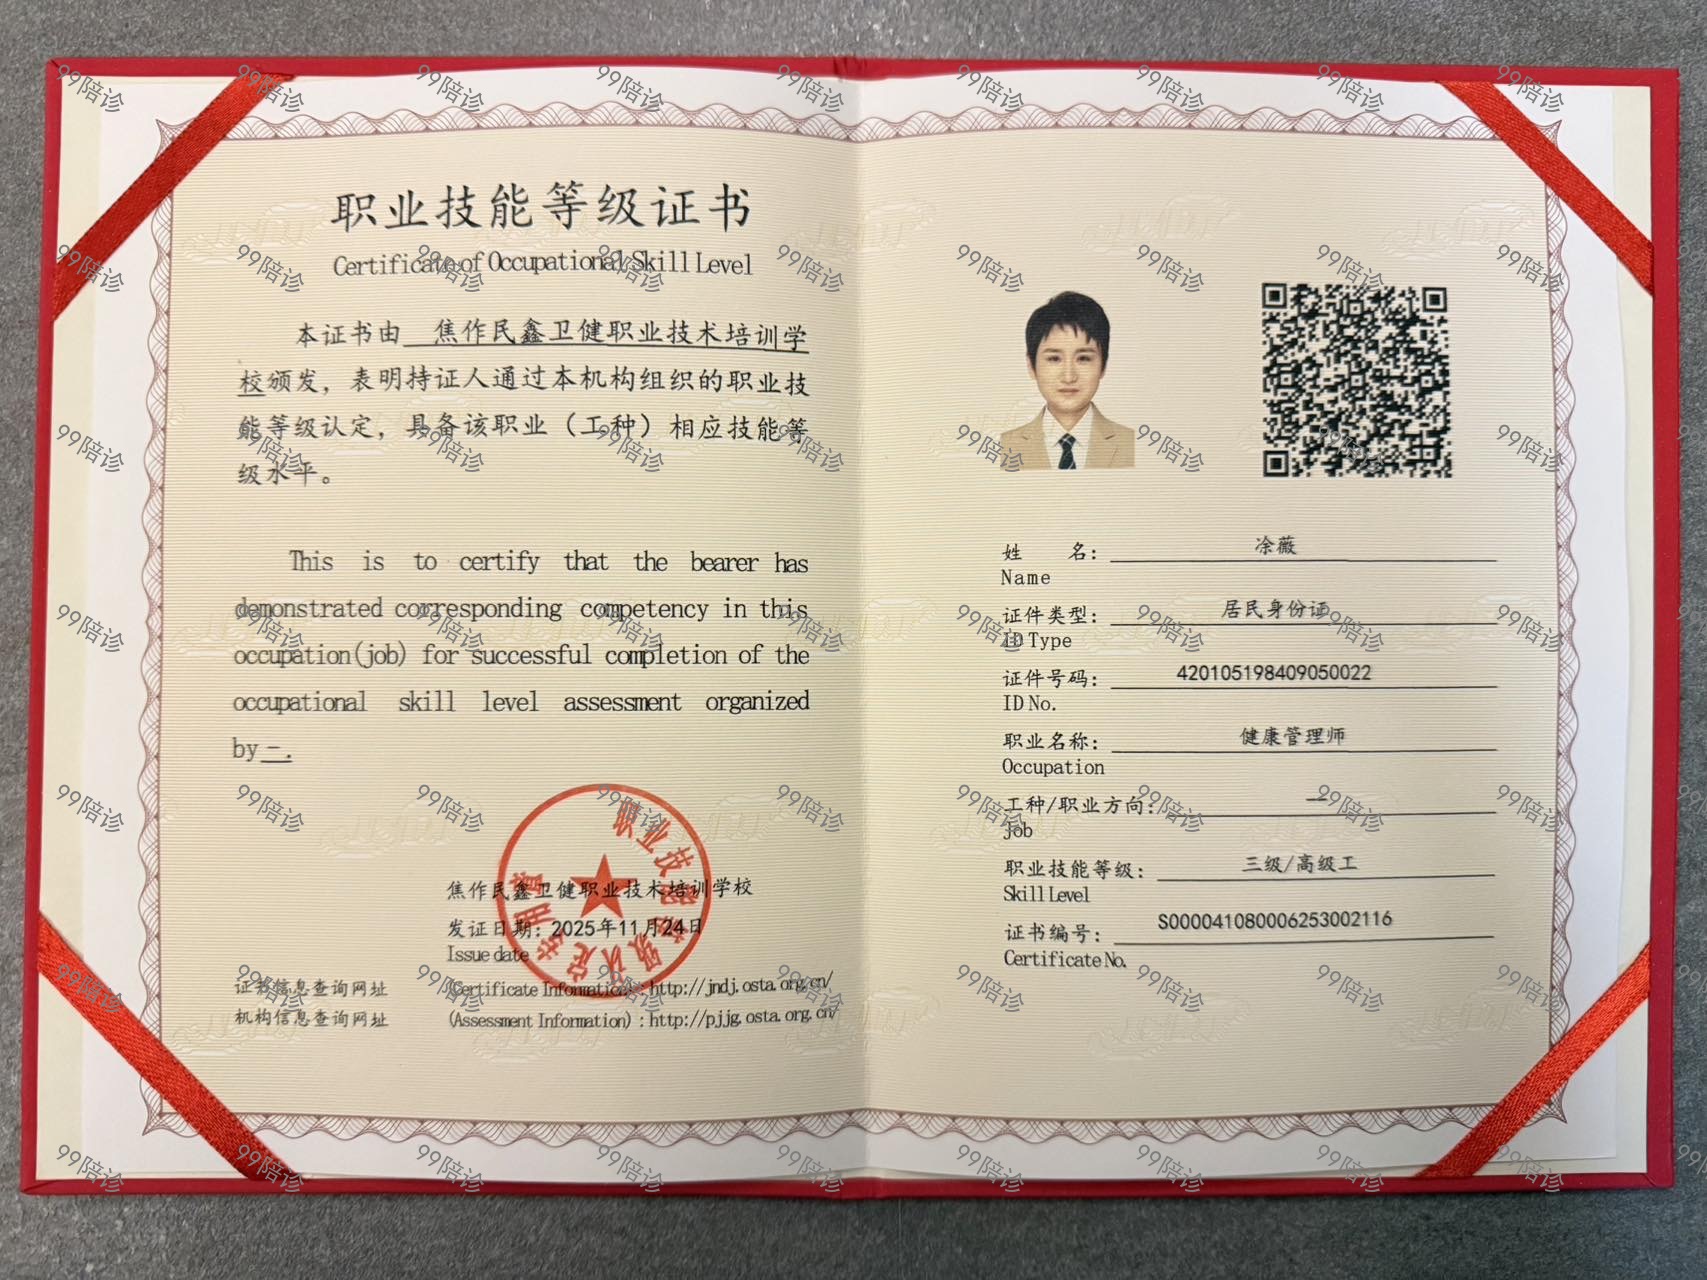 职业技能等级证书
Certificate of Occupational Skill Level
本证书由 焦作民鑫卫健职业技术培训学
校颁发，表明持证人通过本机构组织的职业技
能等级认定，具备该职业（工种）相应技能等
级水平。
This is to certify that the bearer has
demonstrated corresponding competency in this
occupation(job) for successful completion of the
occupational skill level assessment organized
by —.
焦作民鑫卫健职业技术培训学校
发证日期：2025年11月24日
Issue date
证书信息查询网址 (Certificate Information) : http://jndj.osta.org.cn/
机构信息查询网址 (Assessment Information) : http://pjjg.osta.org.cn/
姓 名： 涂薇
Name
证件类型： 居民身份证
ID Type
证件号码： 420105198409050022
ID No.
职业名称： 健康管理师
Occupation
工种/职业方向： —
Job
职业技能等级： 三级/高级工
Skill Level
证书编号： S000041080006253002116
Certificate No.
99陪诊